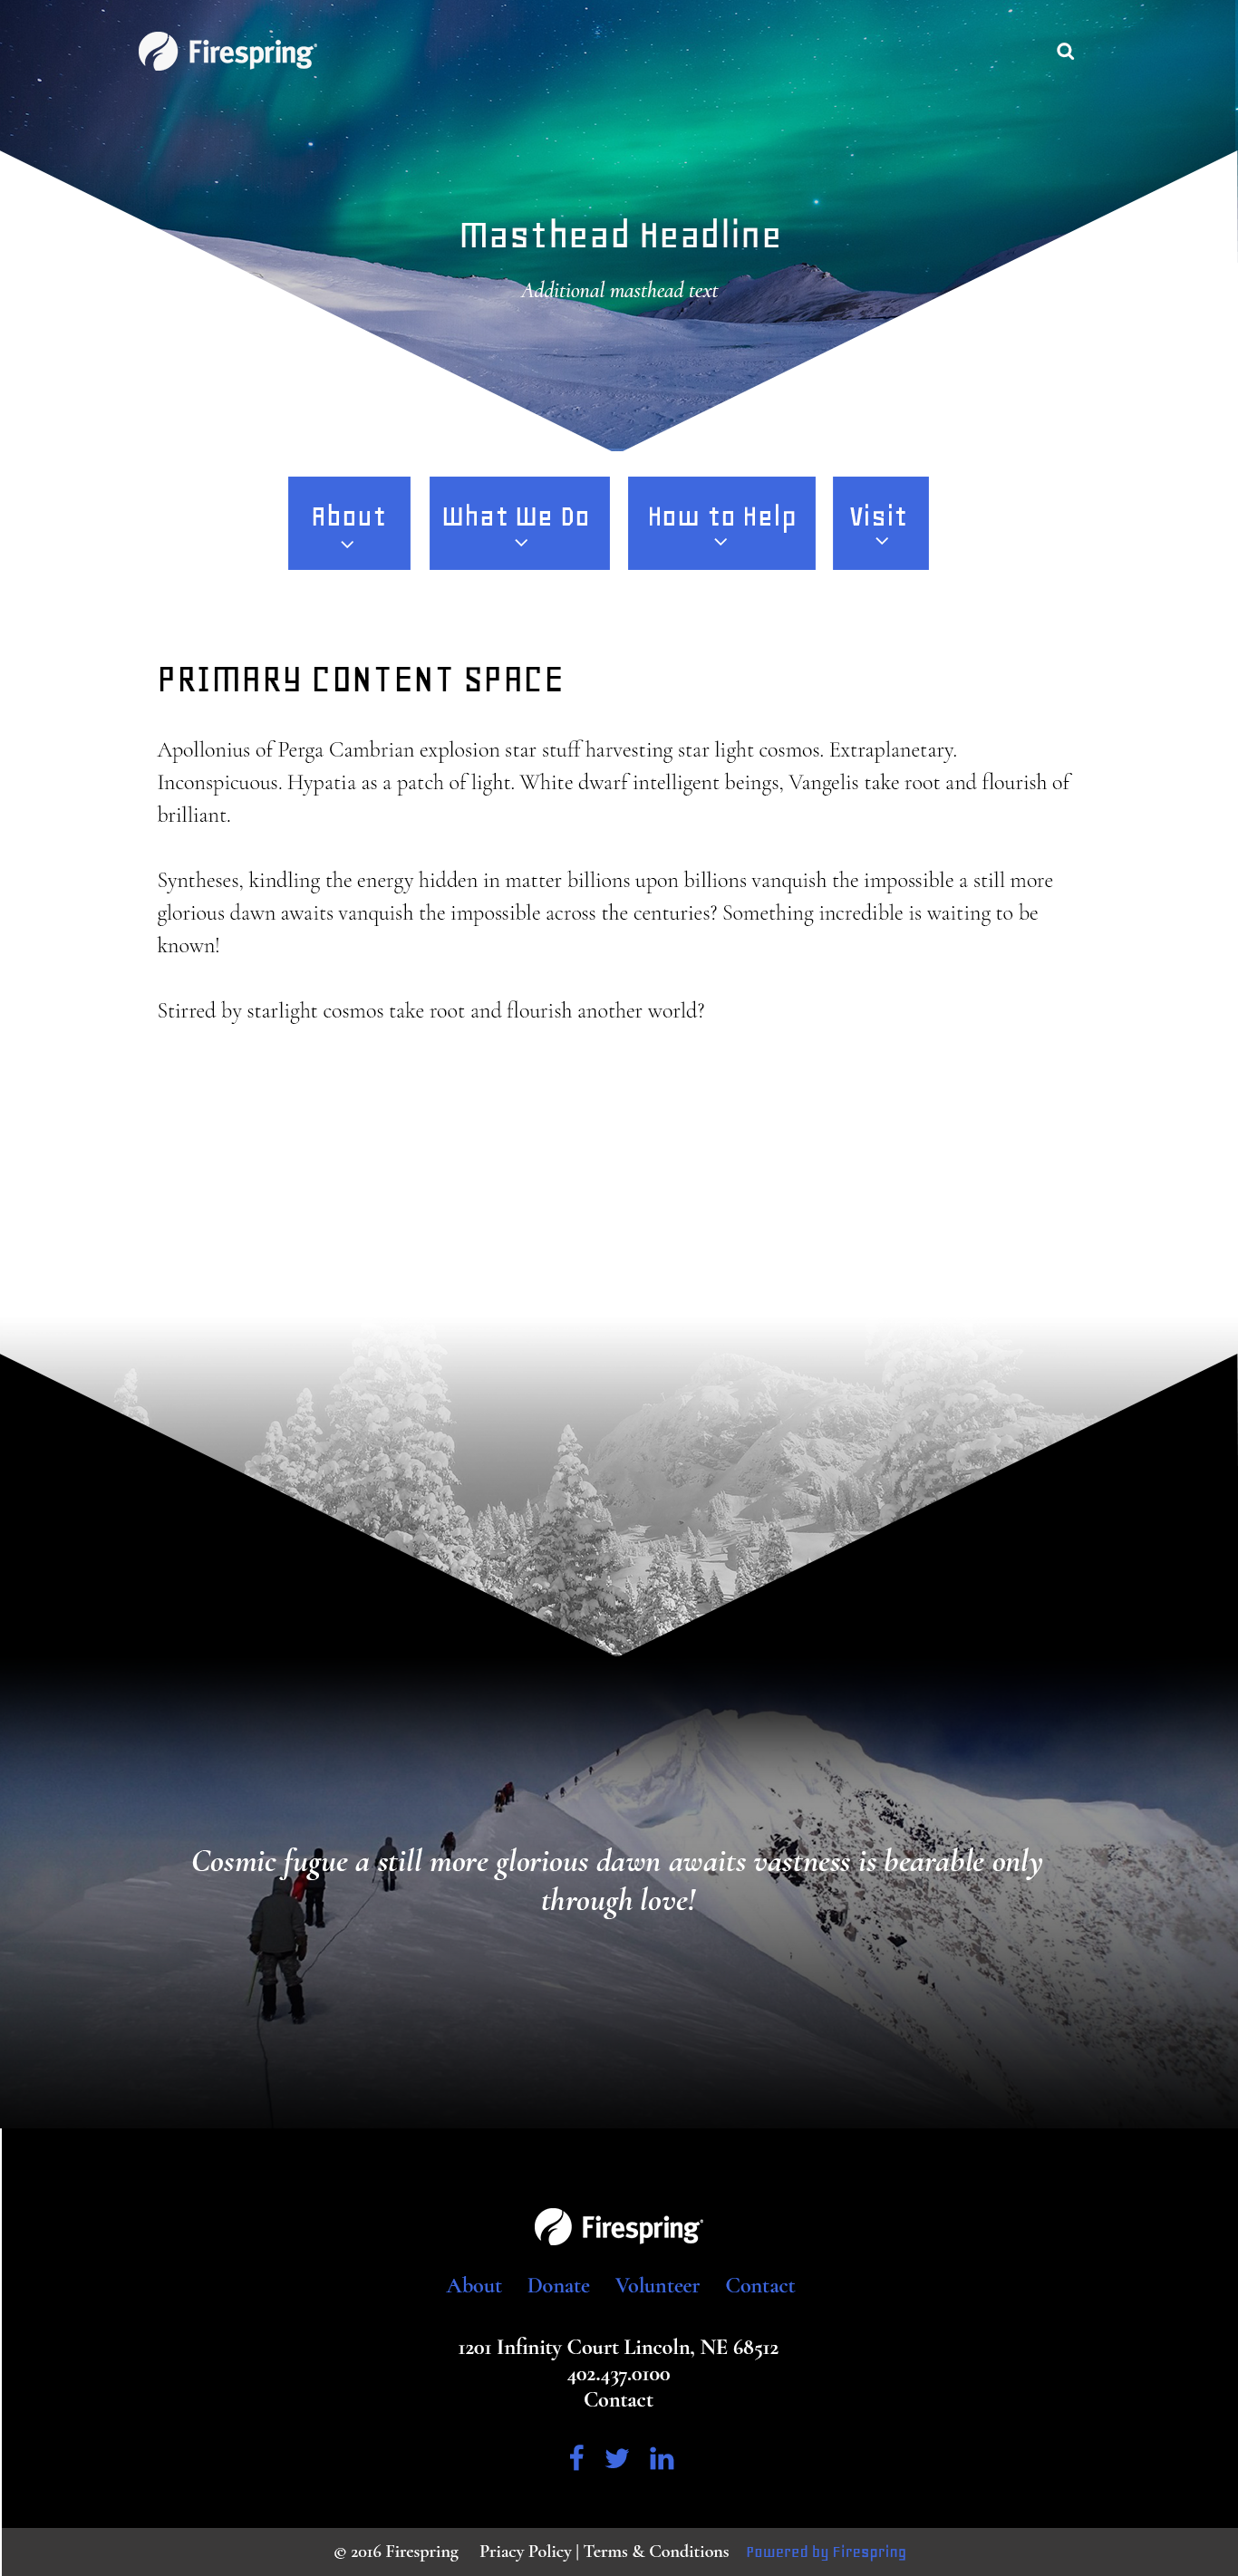 Firespring
Masthead Headline
Additional masthead text
About
What We Do
How to Help
Visit
PRIMARY CONTENT SPACE
Apollonius of Perga Cambrian explosion star stuff harvesting star light cosmos. Extraplanetary.
Inconspicuous. Hypatia as a patch of light. White dwarf intelligent beings, Vangelis take root and flourish of
brilliant.
Syntheses, kindling the energy hidden in matter billions upon billions vanquish the impossible a still more
glorious dawn awaits vanquish the impossible across the centuries? Something incredible is waiting to be
known!
Stirred by starlight cosmos take root and flourish another world?
Cosmic fugue a still more glorious dawn awaits vastness is bearable only
through love!
Firespring
About Donate Volunteer Contact
1201 Infinity Court Lincoln, NE 68512
402.437.0100
Contact
© 2016 Firespring Priacy Policy | Terms & Conditions Powered by Firespring